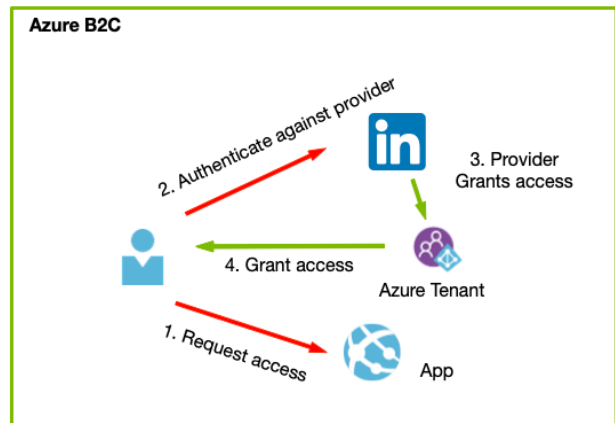 Azure B2C
2. Authenticate against provider
in
3. Provider
Grants access
4. Grant access
Azure Tenant
1. Request access
App